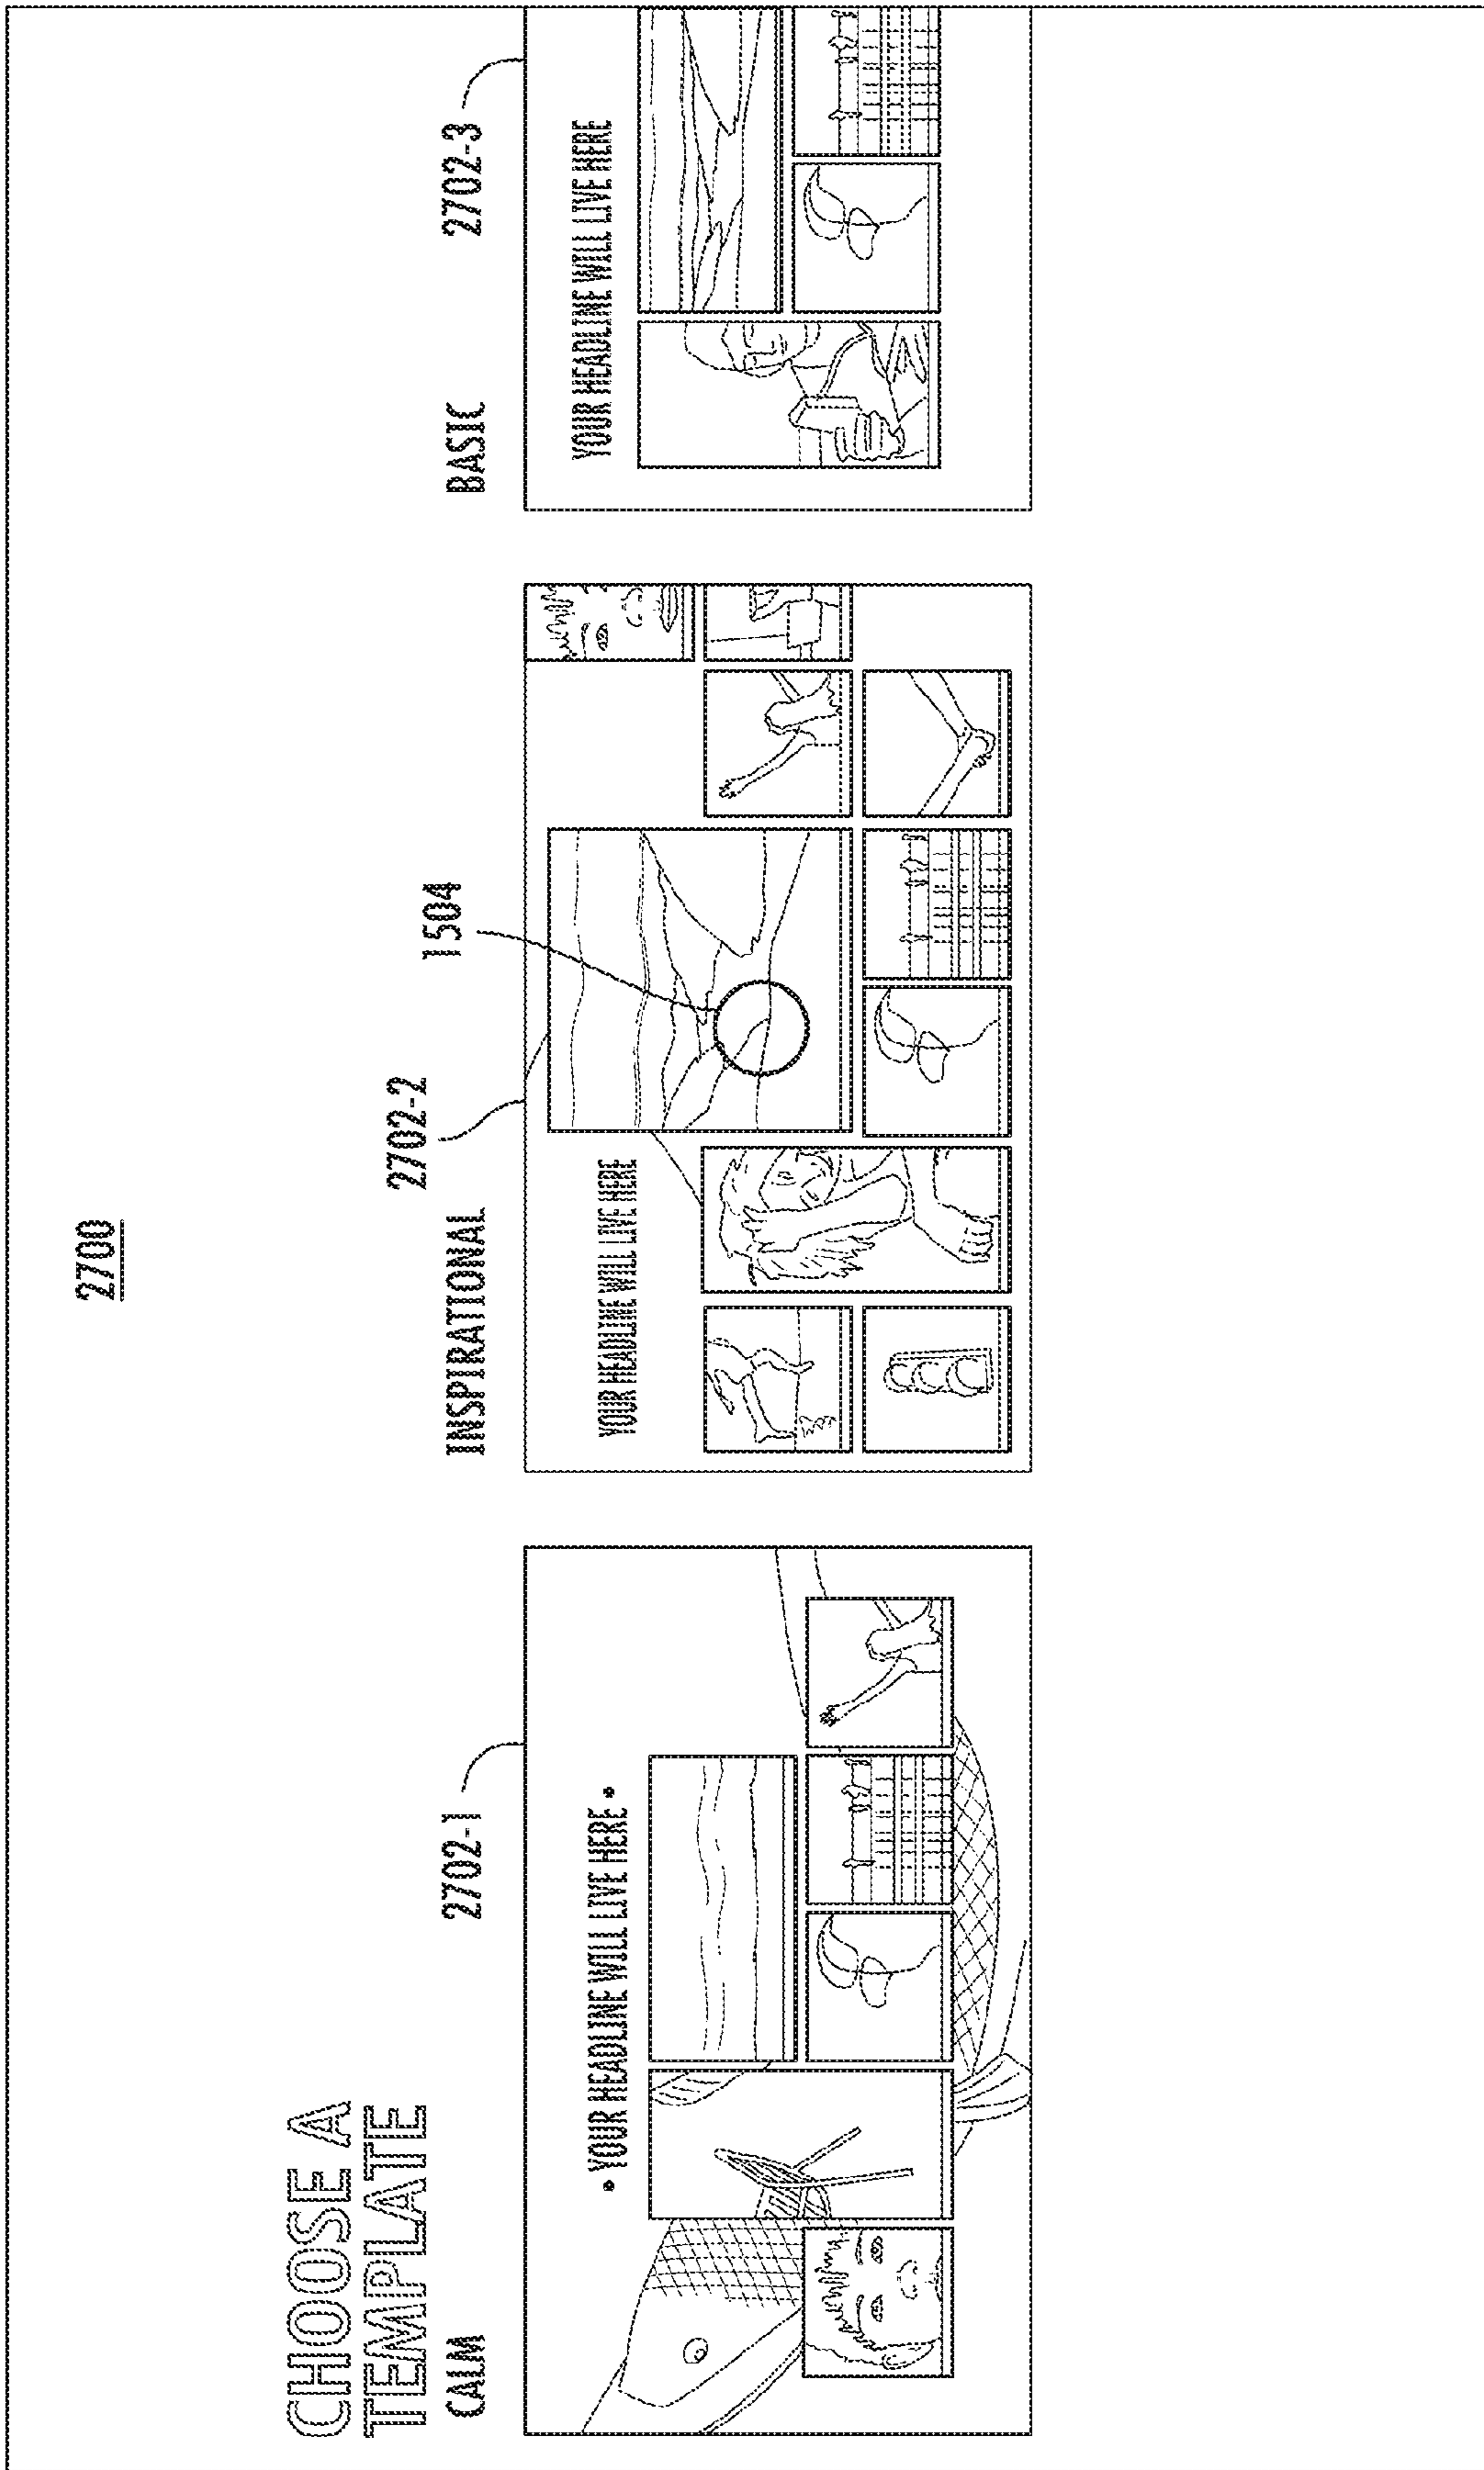 2700
CHOOSE A
TEMPLATE
CALM
2702-1
• YOUR HEADLINE WILL LIVE HERE •
INSPIRATIONAL
2702-2
1504
YOUR HEADLINE WILL LIVE HERE
BASIC
2702-3
YOUR HEADLINE WILL LIVE HERE